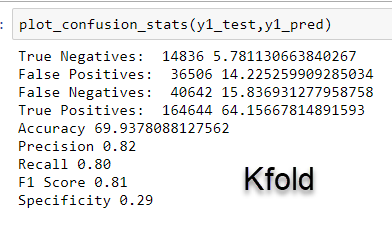 : plot_confusion_stats(y1_test,y1_pred)
True Negatives:  14836 5.781130663840267
False Positives:  36506 14.225259909285034
False Negatives:  40642 15.836931277958758
True Positives:  164644 64.15667814891593
Accuracy 69.9378088127562
Precision 0.82
Recall 0.80
F1 Score 0.81
Specificity 0.29
Kfold